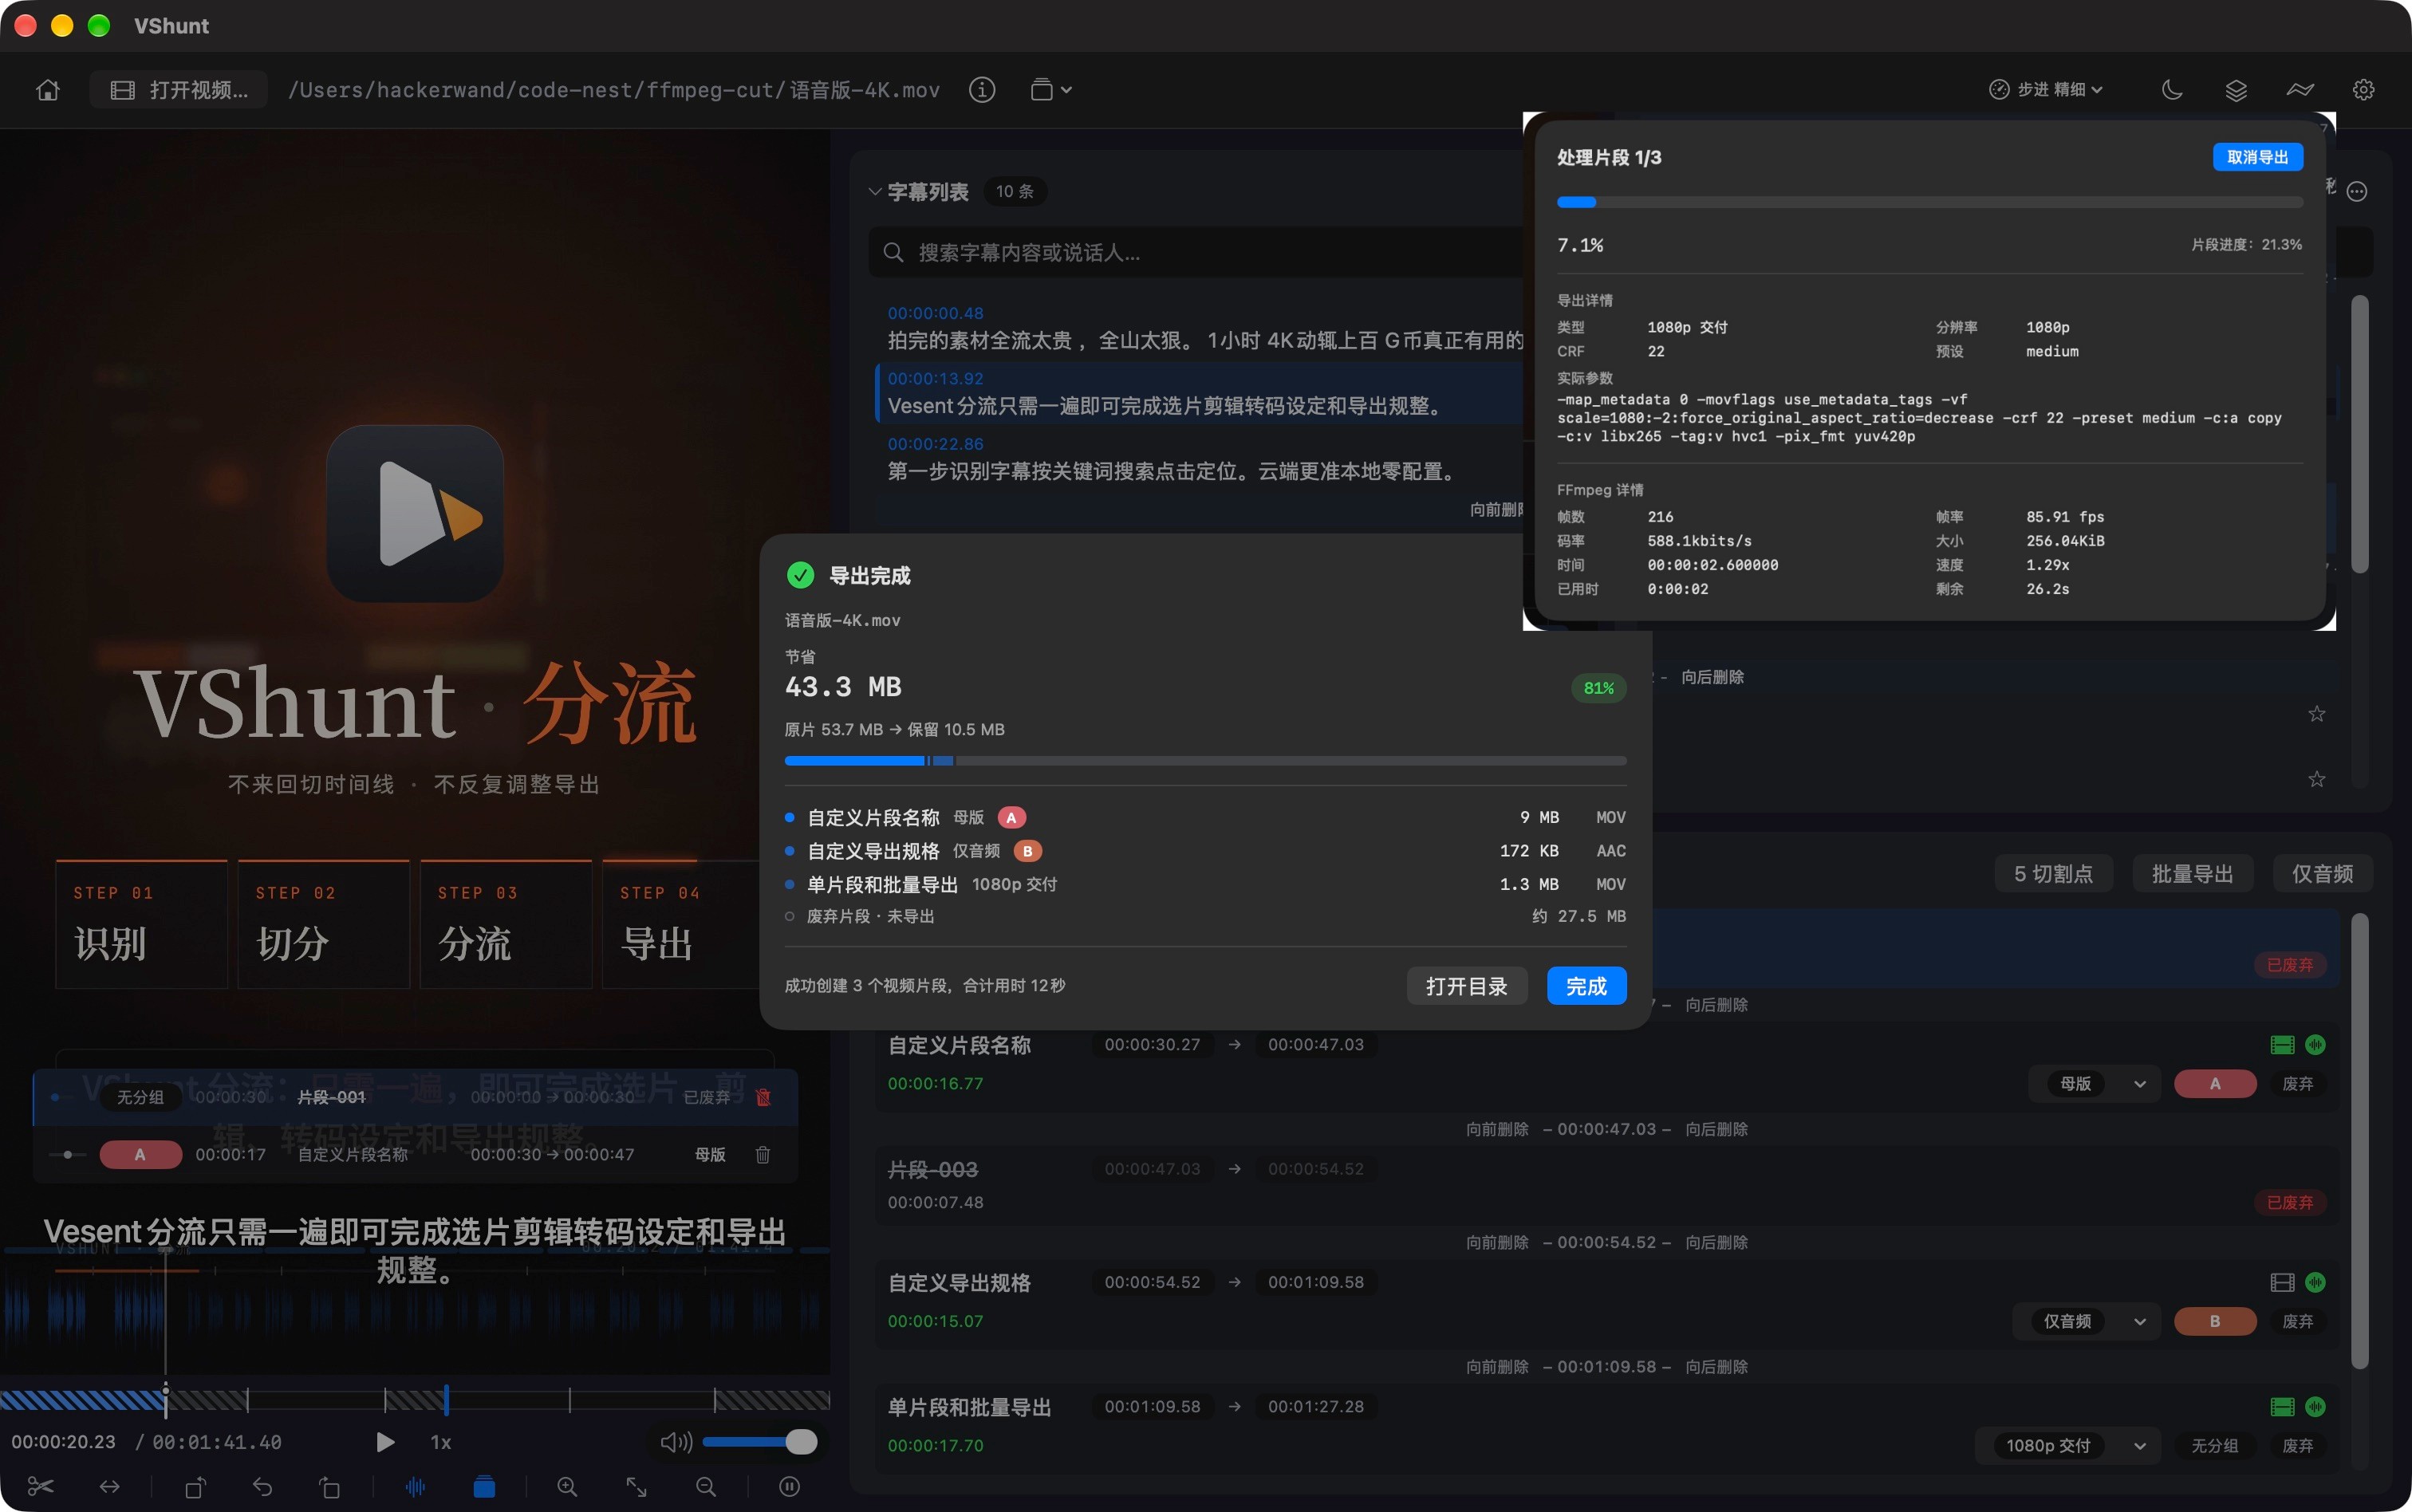 VShunt
打开视频...
/Users/hackerwand/code-nest/ffmpeg-cut/语音版-4K.mov
步进 精细
VShunt · 分流
不来回切时间线 · 不反复调整导出
STEP 01
识别
STEP 02
切分
STEP 03
分流
STEP 04
导出
无分组 00:00:30 片段-001 00:00:00 → 00:00:30 已废弃
A 00:00:17 自定义片段名称 00:00:30 → 00:00:47 母版
Vesent 分流只需一遍即可完成选片剪辑转码设定和导出
规整。
00:00:20.23 / 00:01:41.40
1x
字幕列表 10 条
搜索字幕内容或说话人...
00:00:00.48
拍完的素材全流太贵，全山太狠。 1小时 4K动辄上百 G币真正有用的
00:00:13.92
Vesent 分流只需一遍即可完成选片剪辑转码设定和导出规整。
00:00:22.86
第一步识别字幕按关键词搜索点击定位。云端更准本地零配置。
向前删
向后删除
处理片段 1/3
取消导出
7.1%
片段进度：21.3%
导出详情
类型 1080p 交付 分辨率 1080p
CRF 22 预设 medium
实际参数
-map_metadata 0 -movflags use_metadata_tags -vf
scale=1080:-2:force_original_aspect_ratio=decrease -crf 22 -preset medium -c:a copy
-c:v libx265 -tag:v hvc1 -pix_fmt yuv420p
FFmpeg 详情
帧数 216 帧率 85.91 fps
码率 588.1kbits/s 大小 256.04KiB
时间 00:00:02.600000 速度 1.29x
已用时 0:00:02 剩余 26.2s
导出完成
语音版-4K.mov
节省
43.3 MB
81%
原片 53.7 MB → 保留 10.5 MB
自定义片段名称 母版 A 9 MB MOV
自定义导出规格 仅音频 B 172 KB AAC
单片段和批量导出 1080p 交付 1.3 MB MOV
废弃片段 · 未导出 约 27.5 MB
成功创建 3 个视频片段，合计用时 12秒
打开目录
完成
5 切割点
批量导出
仅音频
已废弃
向后删除
自定义片段名称 00:00:30.27 → 00:00:47.03
00:00:16.77
母版 A 废弃
向前删除 – 00:00:47.03 – 向后删除
片段-003 00:00:47.03 → 00:00:54.52
00:00:07.48
已废弃
向前删除 – 00:00:54.52 – 向后删除
自定义导出规格 00:00:54.52 → 00:01:09.58
00:00:15.07
仅音频 B 废弃
向前删除 – 00:01:09.58 – 向后删除
单片段和批量导出 00:01:09.58 → 00:01:27.28
00:00:17.70
1080p 交付 无分组 废弃